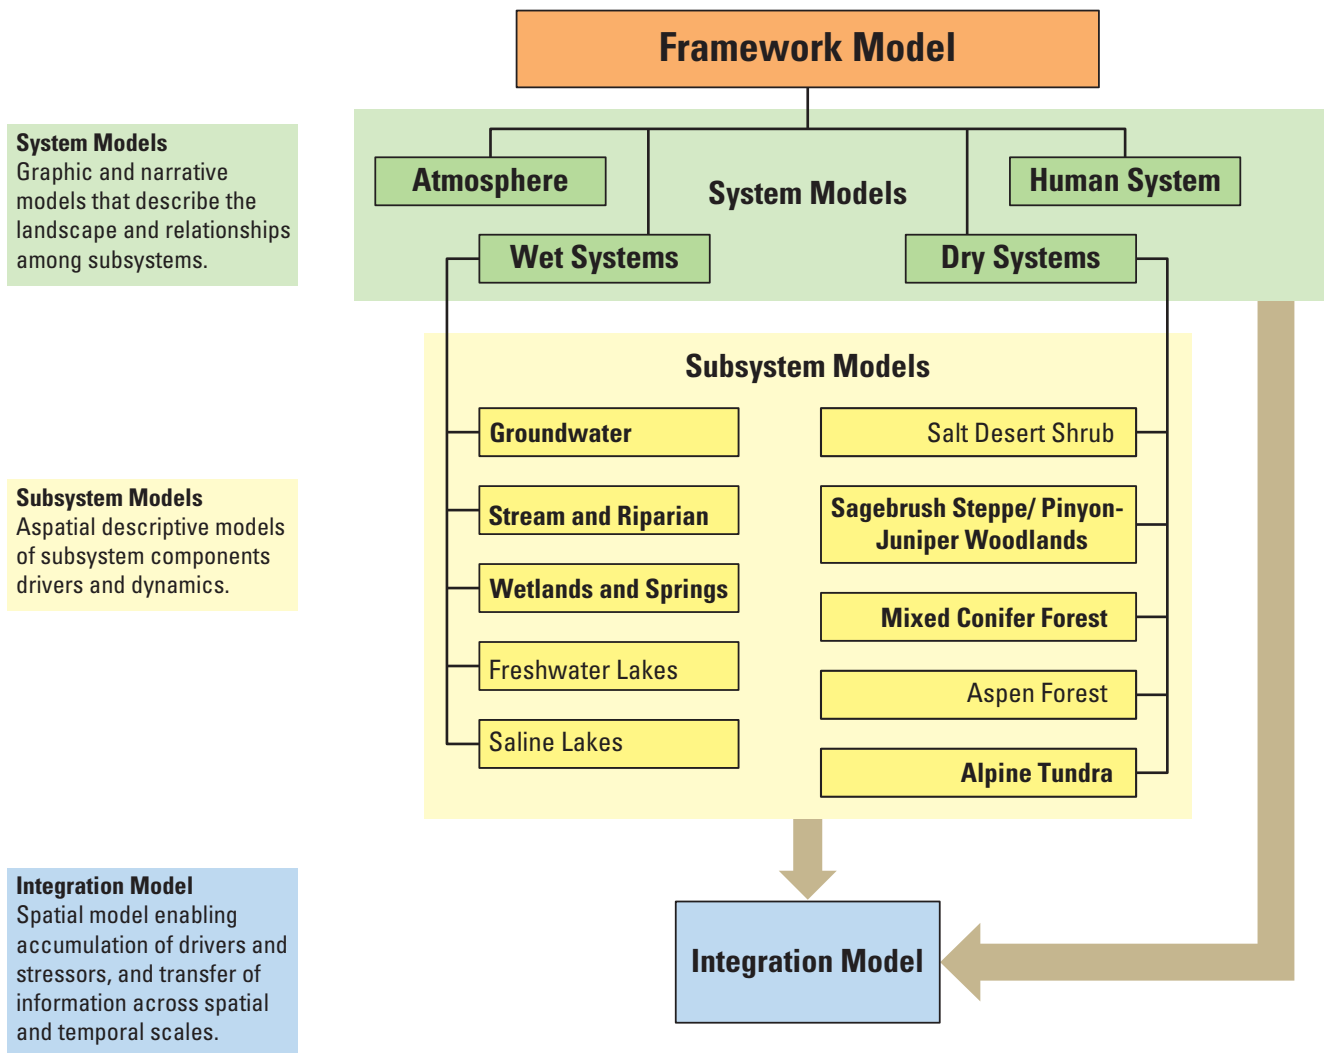 Framework Model
System Models
Graphic and narrative
models that describe the
landscape and relationships
among subsystems.
Atmosphere
System Models
Human System
Wet Systems
Dry Systems
Subsystem Models
Groundwater
Stream and Riparian
Wetlands and Springs
Freshwater Lakes
Saline Lakes
Salt Desert Shrub
Sagebrush Steppe/ Pinyon-
Juniper Woodlands
Mixed Conifer Forest
Aspen Forest
Alpine Tundra
Subsystem Models
Aspatial descriptive models
of subsystem components
drivers and dynamics.
Integration Model
Spatial model enabling
accumulation of drivers and
stressors, and transfer of
information across spatial
and temporal scales.
Integration Model